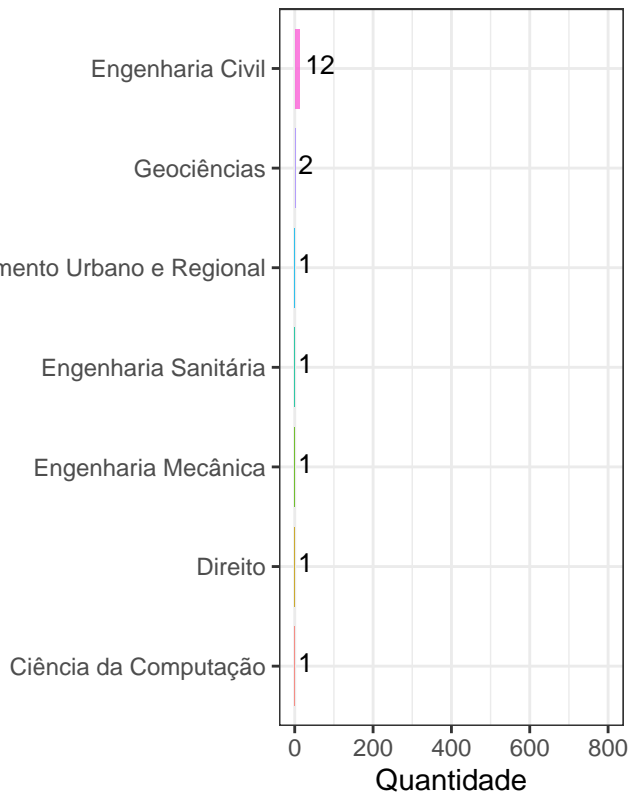 Engenharia Civil 12
Geociências 2
mento Urbano e Regional 1
Engenharia Sanitária 1
Engenharia Mecânica 1
Direito 1
Ciência da Computação 1
0 200 400 600 800
Quantidade